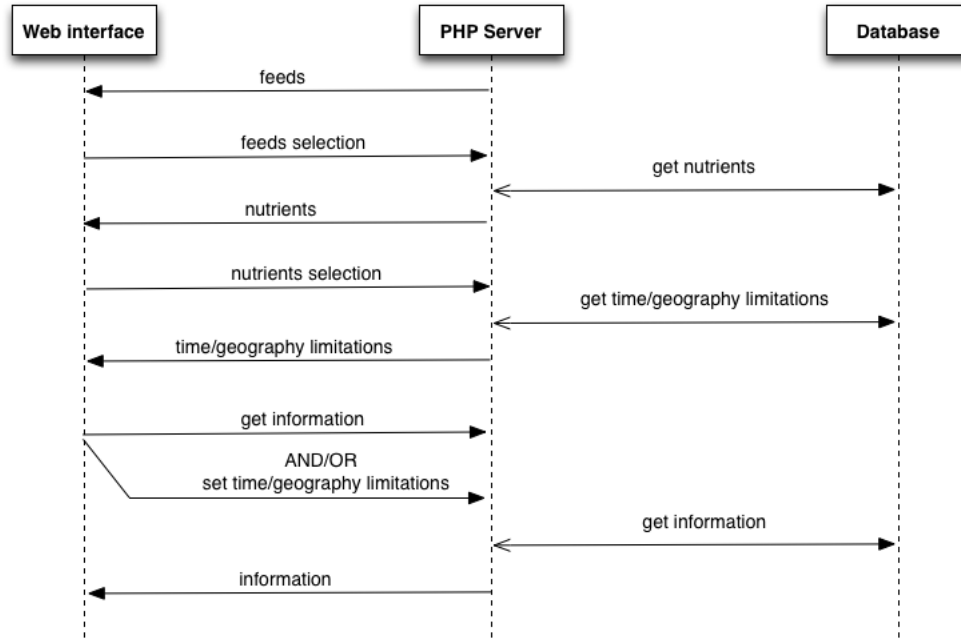 Web interface
PHP Server
Database
feeds
feeds selection
get nutrients
nutrients
nutrients selection
get time/geography limitations
time/geography limitations
get information
AND/OR
set time/geography limitations
get information
information